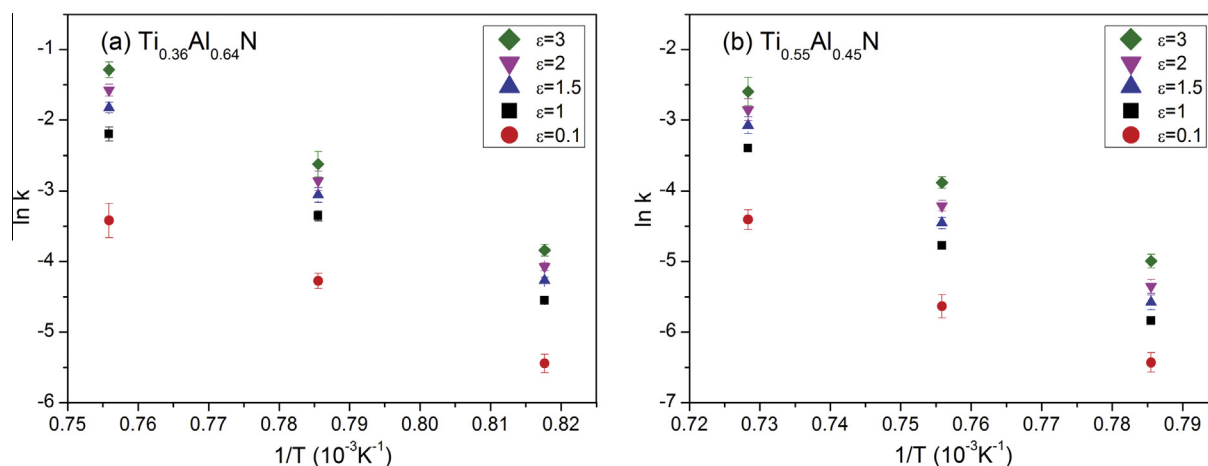 (a) Ti0.36Al0.64N
ε=3
ε=2
ε=1.5
ε=1
ε=0.1
-1
-2
-3
-4
-5
-6
ln k
0.75 0.76 0.77 0.78 0.79 0.80 0.81 0.82
1/T (10⁻³K⁻¹)
(b) Ti0.55Al0.45N
ε=3
ε=2
ε=1.5
ε=1
ε=0.1
-2
-3
-4
-5
-6
-7
ln k
0.72 0.73 0.74 0.75 0.76 0.77 0.78 0.79
1/T (10⁻³K⁻¹)